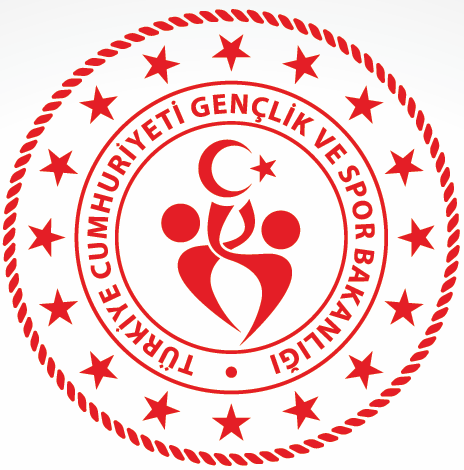 TÜRKİYE CUMHURİYETİ GENÇLİK VE SPOR BAKANLIĞI